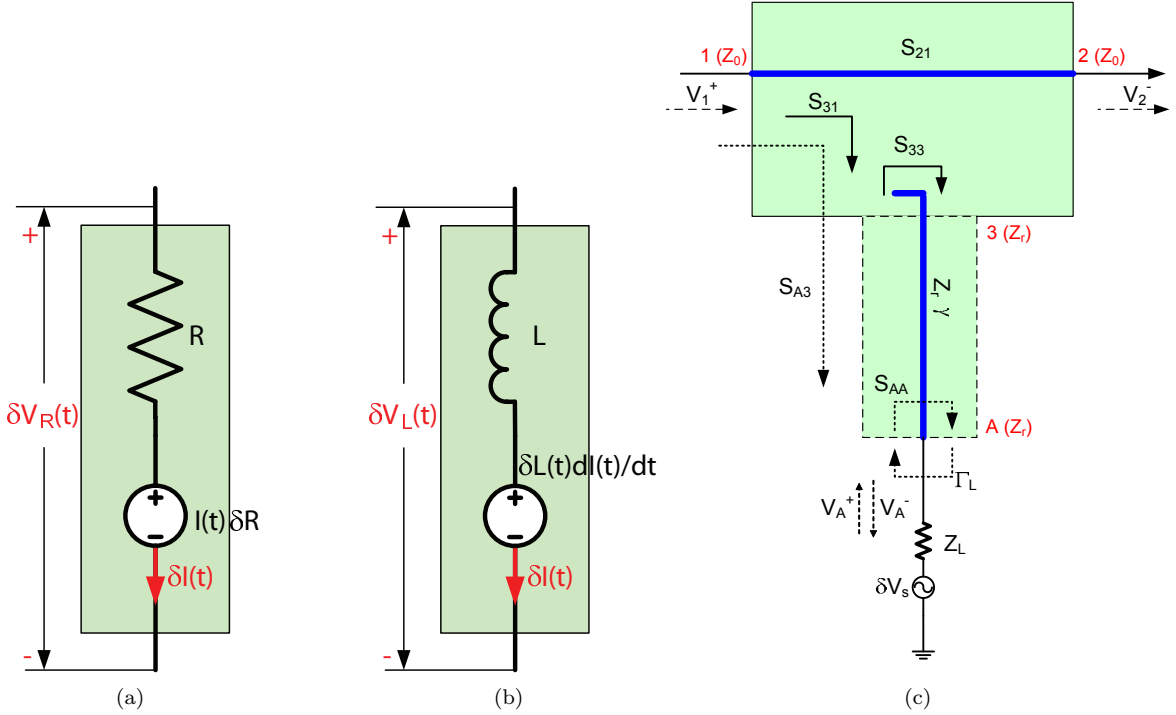 +
R
δV_R(t)
+
−
I(t)δR
δI(t)
-
(a)
+
L
δV_L(t)
δL(t)dI(t)/dt
+
−
δI(t)
-
(b)
1 (Z_0)
S_21
2 (Z_0)
V_1^+
V_2^-
S_31
S_33
3 (Z_r)
S_A3
Z_r γ
S_AA
A (Z_r)
Γ_L
V_A^+
V_A^-
Z_L
δV_s
(c)